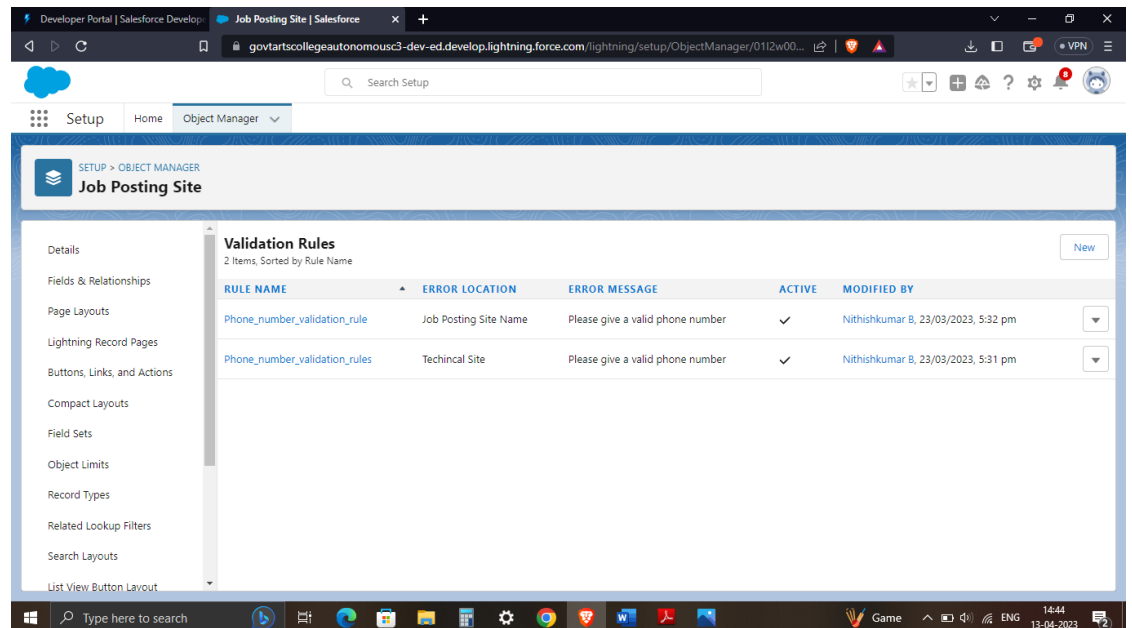 Developer Portal | Salesforce Develop
Job Posting Site | Salesforce
govtartscollegeautonomousc3-dev-ed.develop.lightning.force.com/lightning/setup/ObjectManager/01I2w00...
VPN
Search Setup
8
Setup
Home
Object Manager
SETUP > OBJECT MANAGER
Job Posting Site
Details
Fields & Relationships
Page Layouts
Lightning Record Pages
Buttons, Links, and Actions
Compact Layouts
Field Sets
Object Limits
Record Types
Related Lookup Filters
Search Layouts
List View Button Layout
Validation Rules
New
2 Items, Sorted by Rule Name
RULE NAME ERROR LOCATION ERROR MESSAGE ACTIVE MODIFIED BY
Phone_number_validation_rule Job Posting Site Name Please give a valid phone number Nithishkumar B, 23/03/2023, 5:32 pm
Phone_number_validation_rules Techincal Site Please give a valid phone number Nithishkumar B, 23/03/2023, 5:31 pm
Type here to search
Game
ENG
14:44
13-04-2023
2